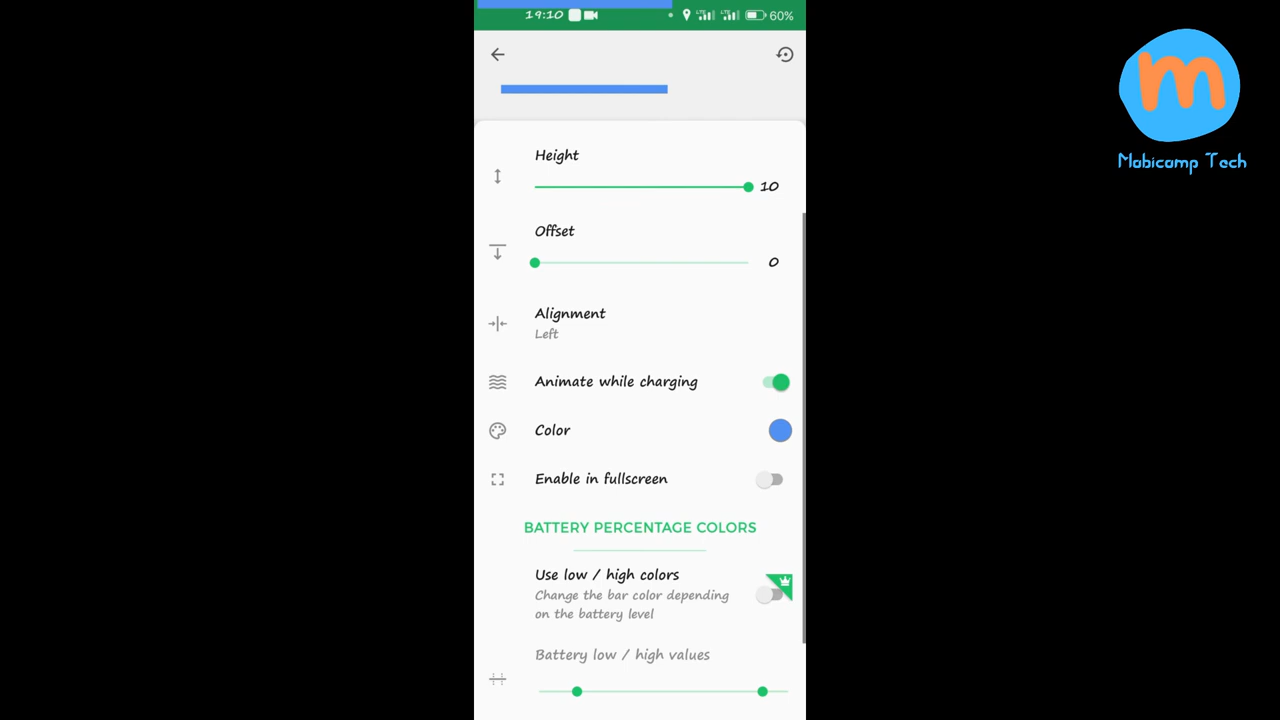 19:10
LTE LTE 60%
m
Mobicamp Tech
Height
10
Offset
0
Alignment
Left
Animate while charging
Color
Enable in fullscreen
BATTERY PERCENTAGE COLORS
Use low / high colors
Change the bar color depending
on the battery level
Battery low / high values